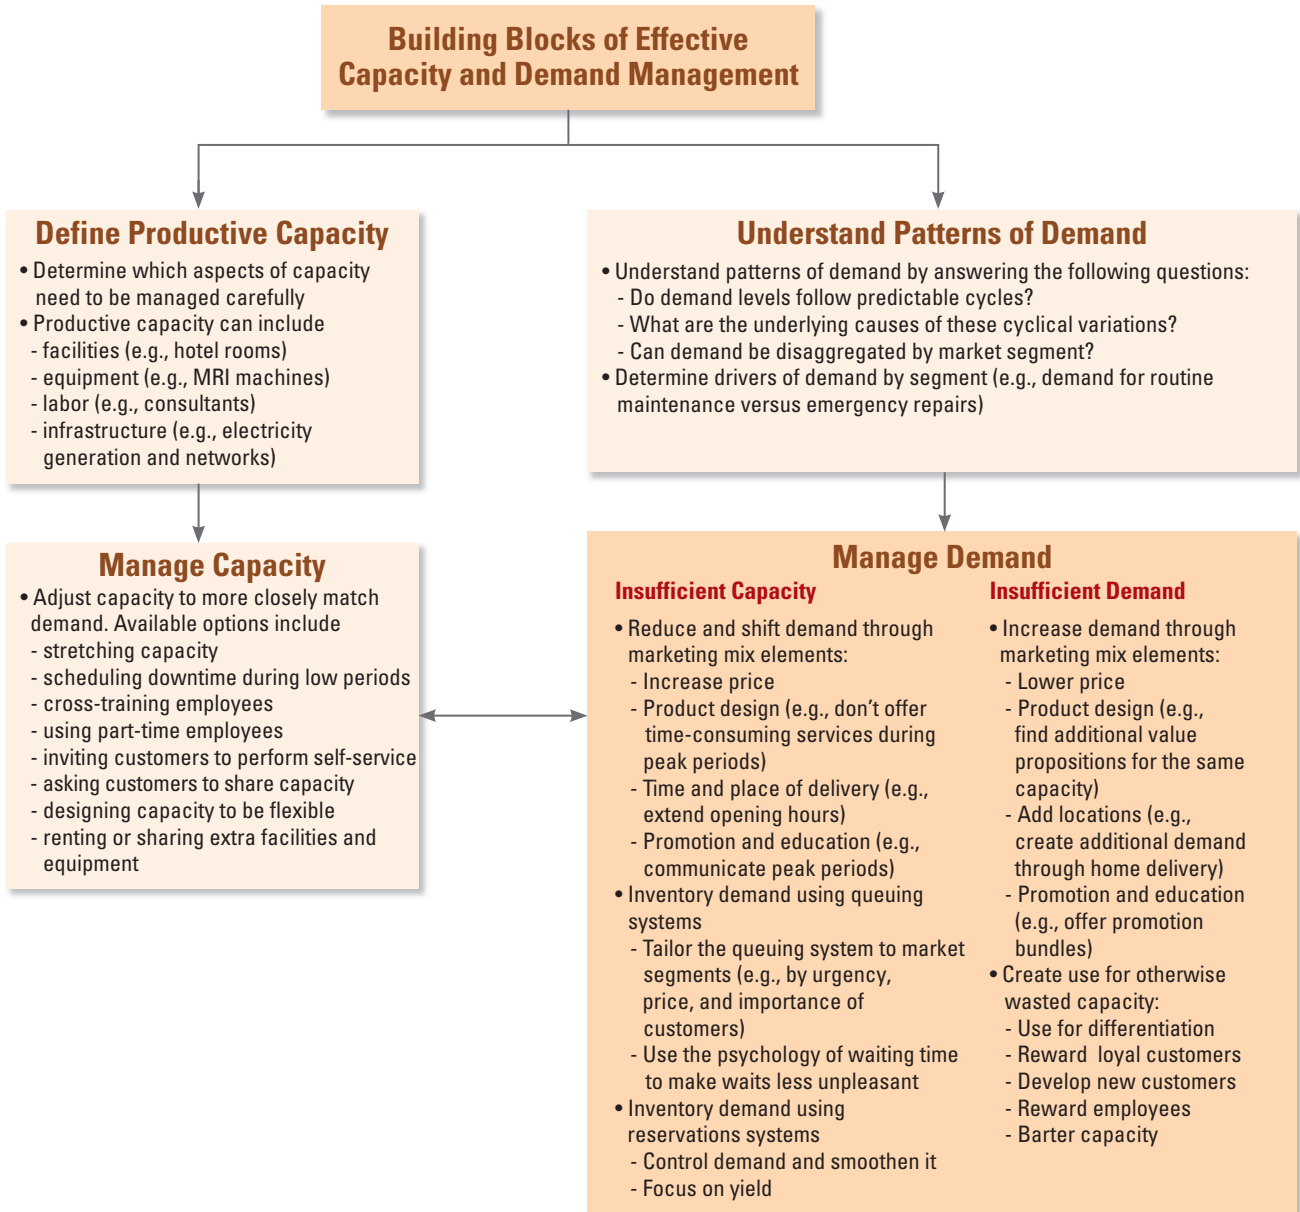 Building Blocks of Effective
Capacity and Demand Management
Define Productive Capacity
• Determine which aspects of capacity
need to be managed carefully
• Productive capacity can include
- facilities (e.g., hotel rooms)
- equipment (e.g., MRI machines)
- labor (e.g., consultants)
- infrastructure (e.g., electricity
generation and networks)
Understand Patterns of Demand
• Understand patterns of demand by answering the following questions:
- Do demand levels follow predictable cycles?
- What are the underlying causes of these cyclical variations?
- Can demand be disaggregated by market segment?
• Determine drivers of demand by segment (e.g., demand for routine
maintenance versus emergency repairs)
Manage Capacity
• Adjust capacity to more closely match
demand. Available options include
- stretching capacity
- scheduling downtime during low periods
- cross-training employees
- using part-time employees
- inviting customers to perform self-service
- asking customers to share capacity
- designing capacity to be flexible
- renting or sharing extra facilities and
equipment
Manage Demand
Insufficient Capacity
• Reduce and shift demand through
marketing mix elements:
- Increase price
- Product design (e.g., don’t offer
time-consuming services during
peak periods)
- Time and place of delivery (e.g.,
extend opening hours)
- Promotion and education (e.g.,
communicate peak periods)
• Inventory demand using queuing
systems
- Tailor the queuing system to market
segments (e.g., by urgency,
price, and importance of
customers)
- Use the psychology of waiting time
to make waits less unpleasant
• Inventory demand using
reservations systems
- Control demand and smoothen it
- Focus on yield
Insufficient Demand
• Increase demand through
marketing mix elements:
- Lower price
- Product design (e.g.,
find additional value
propositions for the same
capacity)
- Add locations (e.g.,
create additional demand
through home delivery)
- Promotion and education
(e.g., offer promotion
bundles)
• Create use for otherwise
wasted capacity:
- Use for differentiation
- Reward loyal customers
- Develop new customers
- Reward employees
- Barter capacity